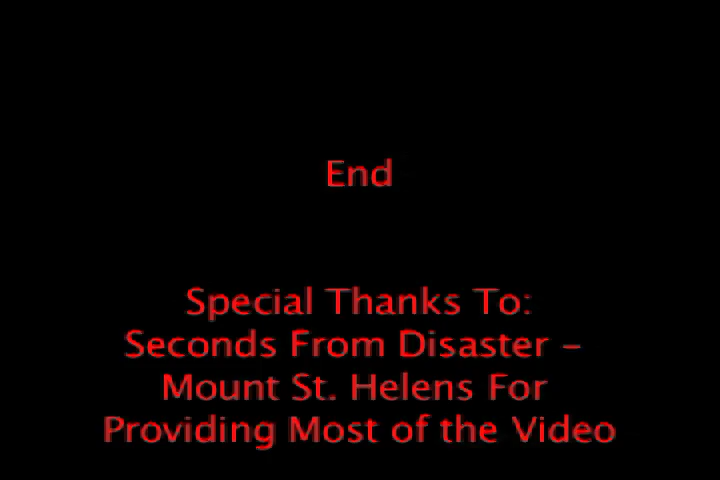 End
Special Thanks To:
Seconds From Disaster –
Mount St. Helens For
Providing Most of the Video